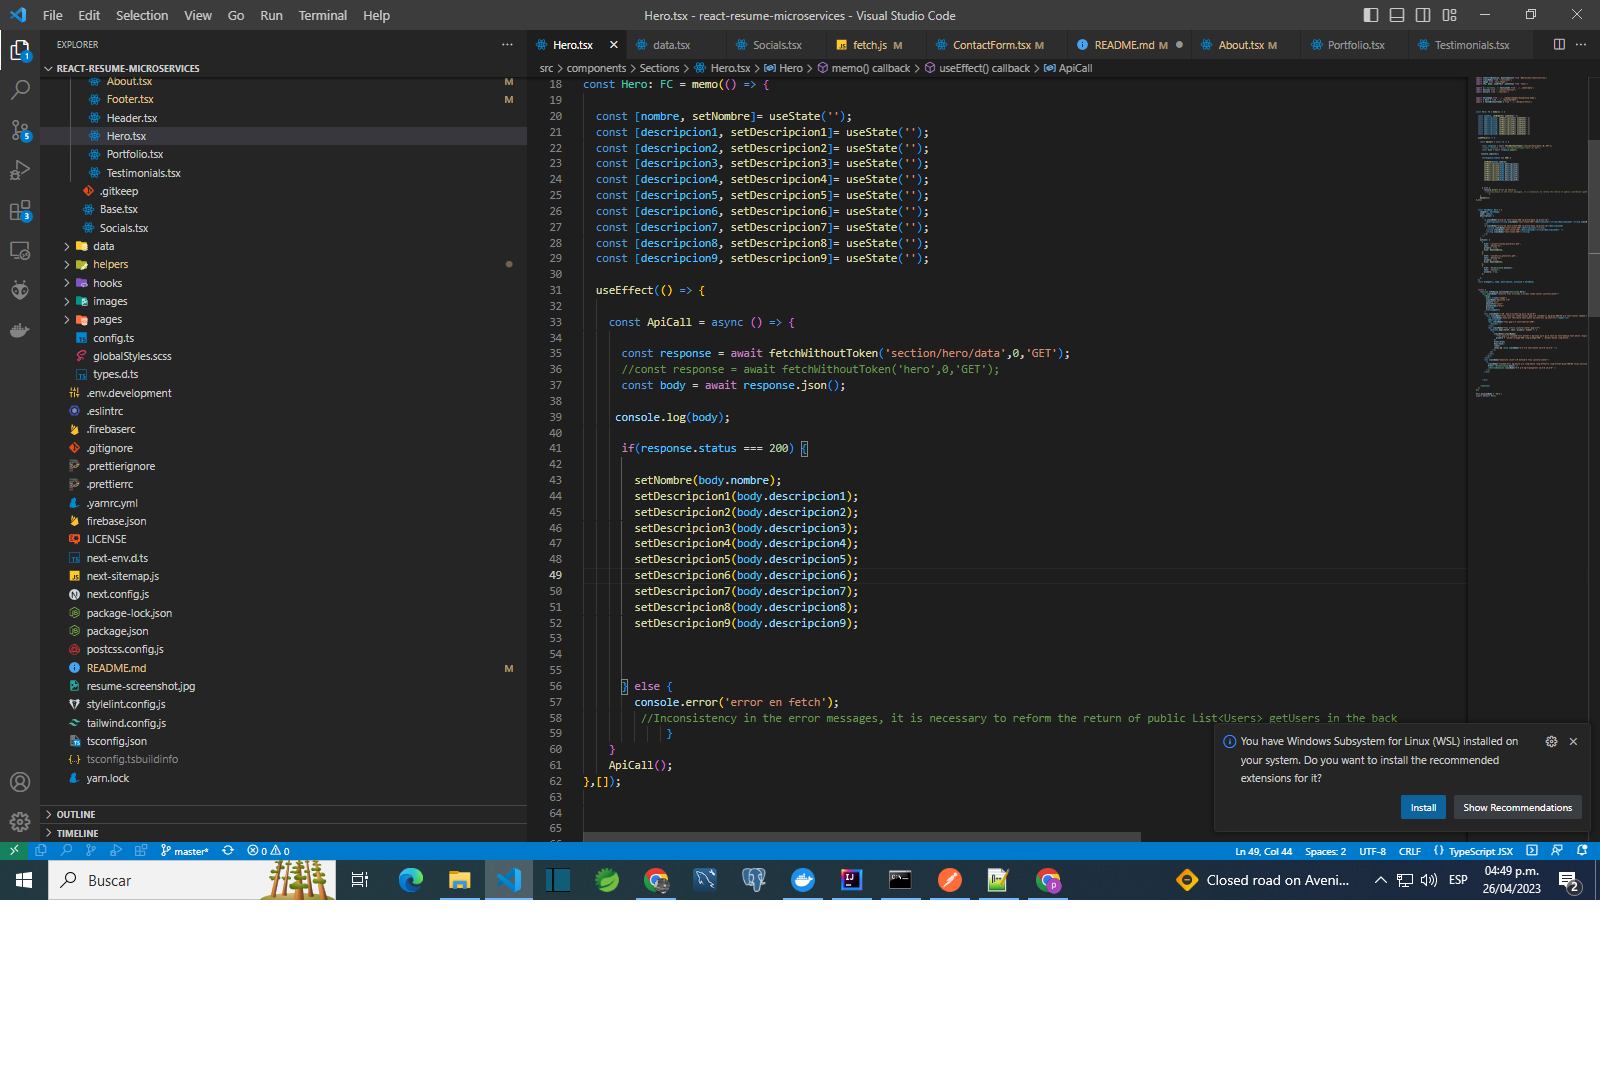 File Edit Selection View Go Run Terminal Help
Hero.tsx - react-resume-microservices - Visual Studio Code
EXPLORER
REACT-RESUME-MICROSERVICES
About.tsx M
Footer.tsx M
Header.tsx
Hero.tsx
Portfolio.tsx
Testimonials.tsx
.gitkeep
Base.tsx
Socials.tsx
data
helpers
hooks
images
pages
config.ts
globalStyles.scss
types.d.ts
.env.development
.eslintrc
.firebaserc
.gitignore
.prettierignore
.prettierrc
.yarnrc.yml
firebase.json
LICENSE
next-env.d.ts
next-sitemap.js
next.config.js
package-lock.json
package.json
postcss.config.js
README.md M
resume-screenshot.jpg
stylelint.config.js
tailwind.config.js
tsconfig.json
tsconfig.tsbuildinfo
yarn.lock
OUTLINE
TIMELINE
1
5
3
Hero.tsx data.tsx Socials.tsx fetch.js M ContactForm.tsx M README.md M About.tsx M Portfolio.tsx Testimonials.tsx
src > components > Sections > Hero.tsx > Hero > memo() callback > useEffect() callback > ApiCall
18 const Hero: FC = memo(() => {
19
20 const [nombre, setNombre]= useState('');
21 const [descripcion1, setDescripcion1]= useState('');
22 const [descripcion2, setDescripcion2]= useState('');
23 const [descripcion3, setDescripcion3]= useState('');
24 const [descripcion4, setDescripcion4]= useState('');
25 const [descripcion5, setDescripcion5]= useState('');
26 const [descripcion6, setDescripcion6]= useState('');
27 const [descripcion7, setDescripcion7]= useState('');
28 const [descripcion8, setDescripcion8]= useState('');
29 const [descripcion9, setDescripcion9]= useState('');
30
31 useEffect(() => {
32
33 const ApiCall = async () => {
34
35 const response = await fetchWithoutToken('section/hero/data',0,'GET');
36 //const response = await fetchWithoutToken('hero',0,'GET');
37 const body = await response.json();
38
39 console.log(body);
40
41 if(response.status === 200) {
42
43 setNombre(body.nombre);
44 setDescripcion1(body.descripcion1);
45 setDescripcion2(body.descripcion2);
46 setDescripcion3(body.descripcion3);
47 setDescripcion4(body.descripcion4);
48 setDescripcion5(body.descripcion5);
49 setDescripcion6(body.descripcion6);
50 setDescripcion7(body.descripcion7);
51 setDescripcion8(body.descripcion8);
52 setDescripcion9(body.descripcion9);
53
54
55
56 } else {
57 console.error('error en fetch');
58 //Inconsistency in the error messages, it is necessary to reform the return of public List<Users> getUsers in the back
59 }
60 }
61 ApiCall();
62 },[]);
63
64
65
You have Windows Subsystem for Linux (WSL) installed on
your system. Do you want to install the recommended
extensions for it?
Install Show Recommendations
master* 0 0
Ln 49, Col 44 Spaces: 2 UTF-8 CRLF {} TypeScript JSX
Buscar
Closed road on Aveni...
ESP
04:49 p.m.
26/04/2023
2